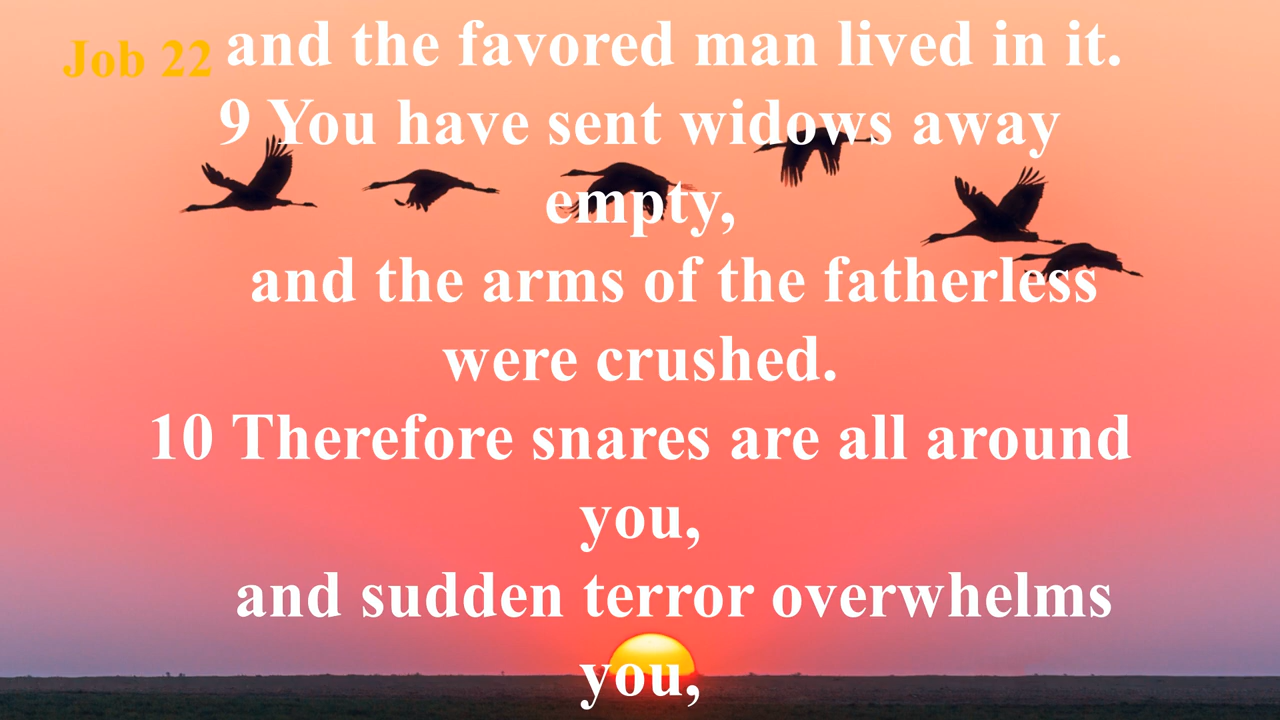 Job 22
and the favored man lived in it.
9 You have sent widows away
empty,
and the arms of the fatherless
were crushed.
10 Therefore snares are all around
you,
and sudden terror overwhelms
you,